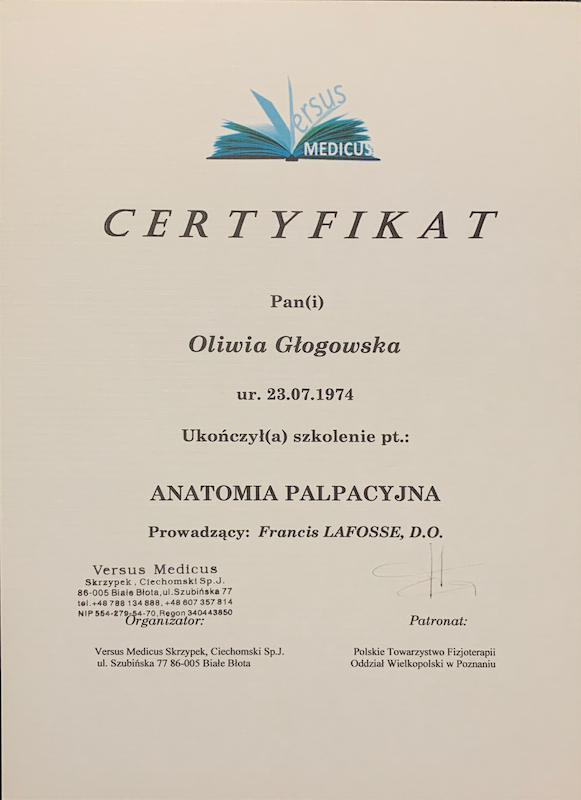 Versus
MEDICUS
CERTYFIKAT
Pan(i)
Oliwia Głogowska
ur. 23.07.1974
Ukończył(a) szkolenie pt.:
ANATOMIA PALPACYJNA
Prowadzący: Francis LAFOSSE, D.O.
Versus Medicus
Skrzypek, Ciechomski Sp.J.
86-005 Białe Błota, ul.Szubińska 77
tel.+48 788 134 888, +48 607 357 814
NIP 554-279-54-70, Regon 340443850
Organizator:
Versus Medicus Skrzypek, Ciechomski Sp.J.
ul. Szubińska 77 86-005 Białe Błota
Patronat:
Polskie Towarzystwo Fizjoterapii
Oddział Wielkopolski w Poznaniu